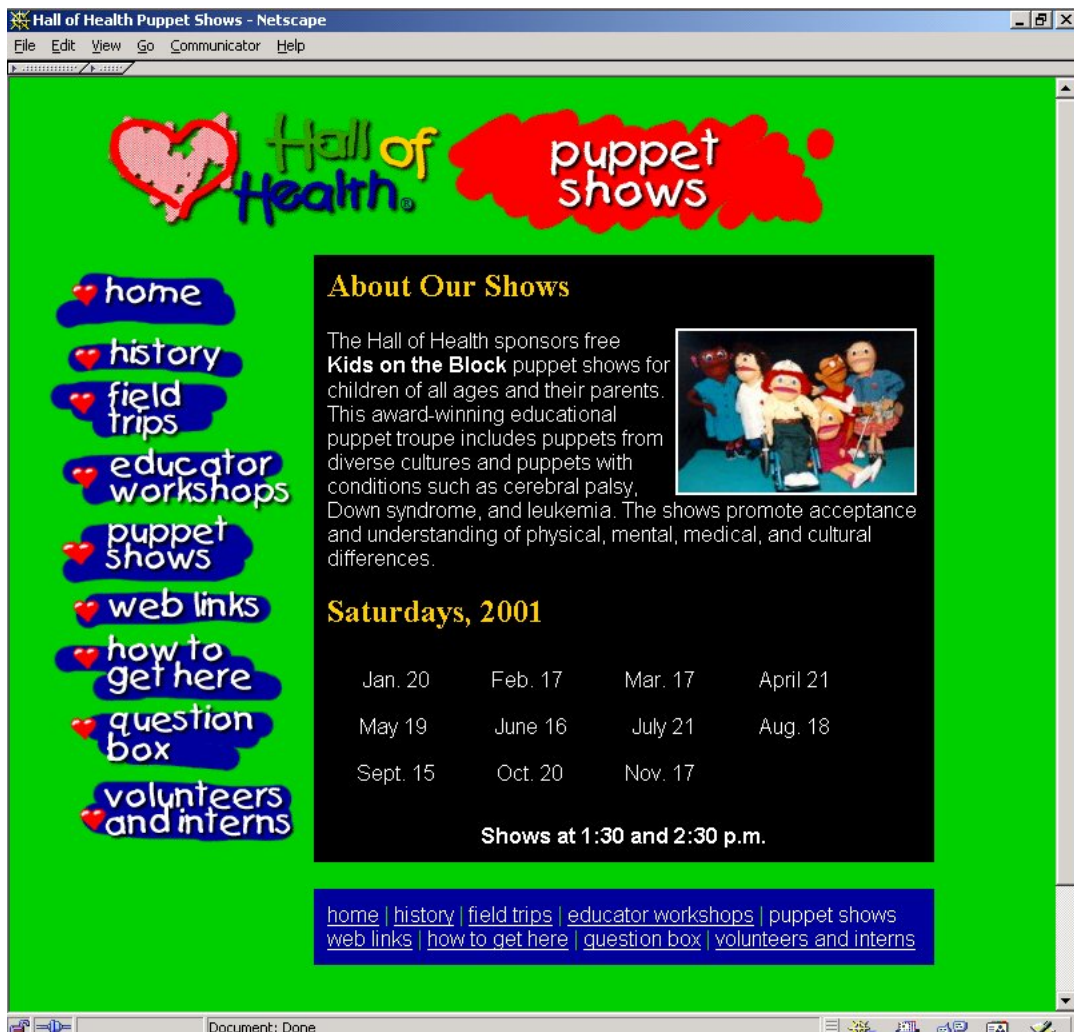 Hall of Health Puppet Shows - Netscape
File Edit View Go Communicator Help
Hall of
Health®
puppet
shows
home
history
field
trips
educator
workshops
puppet
shows
web links
how to
get here
question
box
volunteers
and interns
About Our Shows
The Hall of Health sponsors free
Kids on the Block puppet shows for
children of all ages and their parents.
This award-winning educational
puppet troupe includes puppets from
diverse cultures and puppets with
conditions such as cerebral palsy,
Down syndrome, and leukemia. The shows promote acceptance
and understanding of physical, mental, medical, and cultural
differences.
Saturdays, 2001
Jan. 20 Feb. 17 Mar. 17 April 21
May 19 June 16 July 21 Aug. 18
Sept. 15 Oct. 20 Nov. 17
Shows at 1:30 and 2:30 p.m.
home | history | field trips | educator workshops | puppet shows
web links | how to get here | question box | volunteers and interns
Document: Done